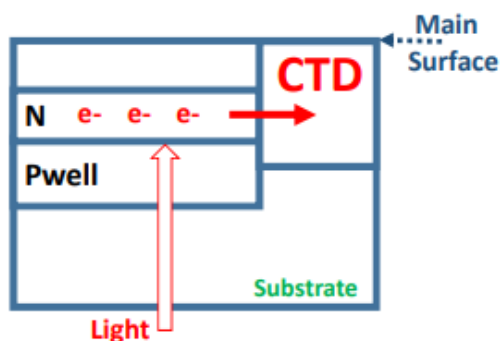 Main
Surface
CTD
N e- e- e-
Pwell
Substrate
Light